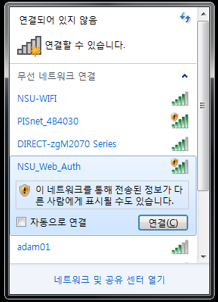 연결되어 있지 않음
연결할 수 있습니다.
무선 네트워크 연결
NSU-WIFI
PISnet_4B4030
DIRECT-zgM2070 Series
NSU_Web_Auth
이 네트워크를 통해 전송된 정보가 다
른 사람에게 표시될 수도 있습니다.
자동으로 연결
연결(C)
adam01
네트워크 및 공유 센터 열기